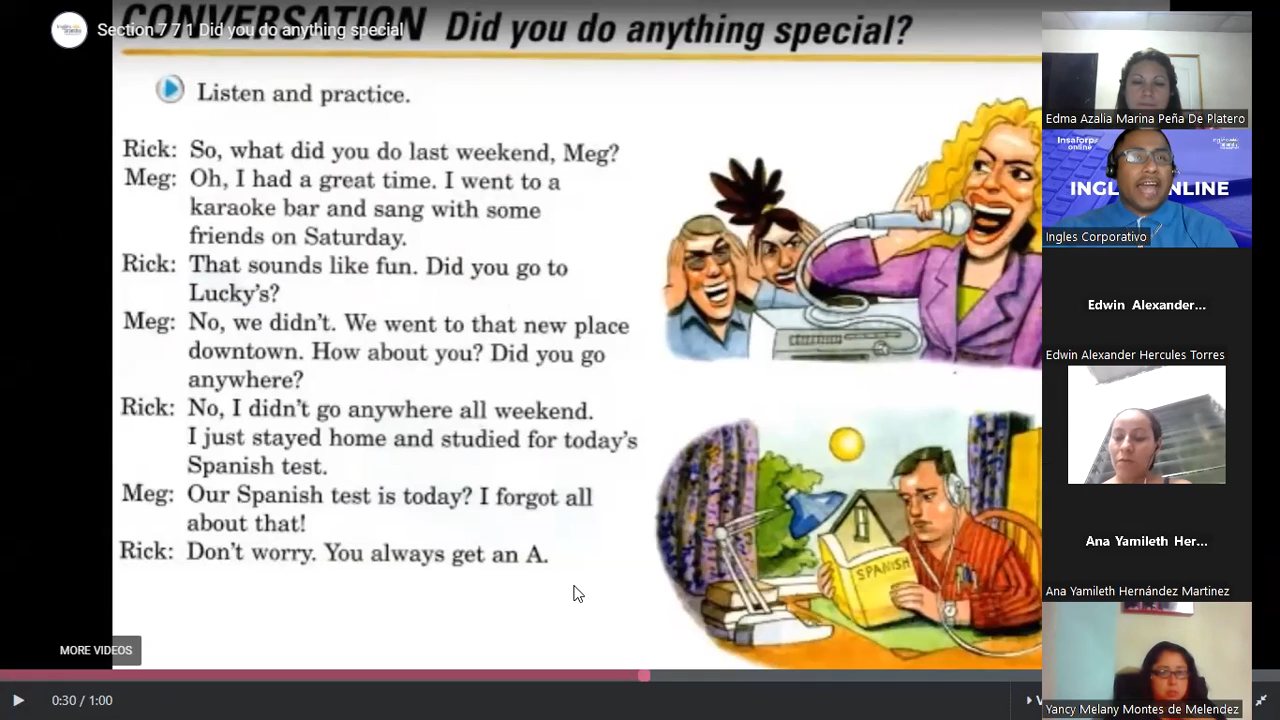 CONVERSATION Did you do anything special?
Section 7 7 1 Did you do anything special
Listen and practice.
Rick: So, what did you do last weekend, Meg?
Meg: Oh, I had a great time. I went to a
karaoke bar and sang with some
friends on Saturday.
Rick: That sounds like fun. Did you go to
Lucky's?
Meg: No, we didn't. We went to that new place
downtown. How about you? Did you go
anywhere?
Rick: No, I didn't go anywhere all weekend.
I just stayed home and studied for today's
Spanish test.
Meg: Our Spanish test is today? I forgot all
about that!
Rick: Don't worry. You always get an A.
SPANISH
MORE VIDEOS
0:30 / 1:00
Edma Azalia Marina Peña De Platero
Insaforp
online
INGL ONLINE
Ingles Corporativo
Edwin Alexander...
Edwin Alexander Hercules Torres
Ana Yamileth Her...
Ana Yamileth Hernández Martinez
Yancy Melany Montes de Melendez